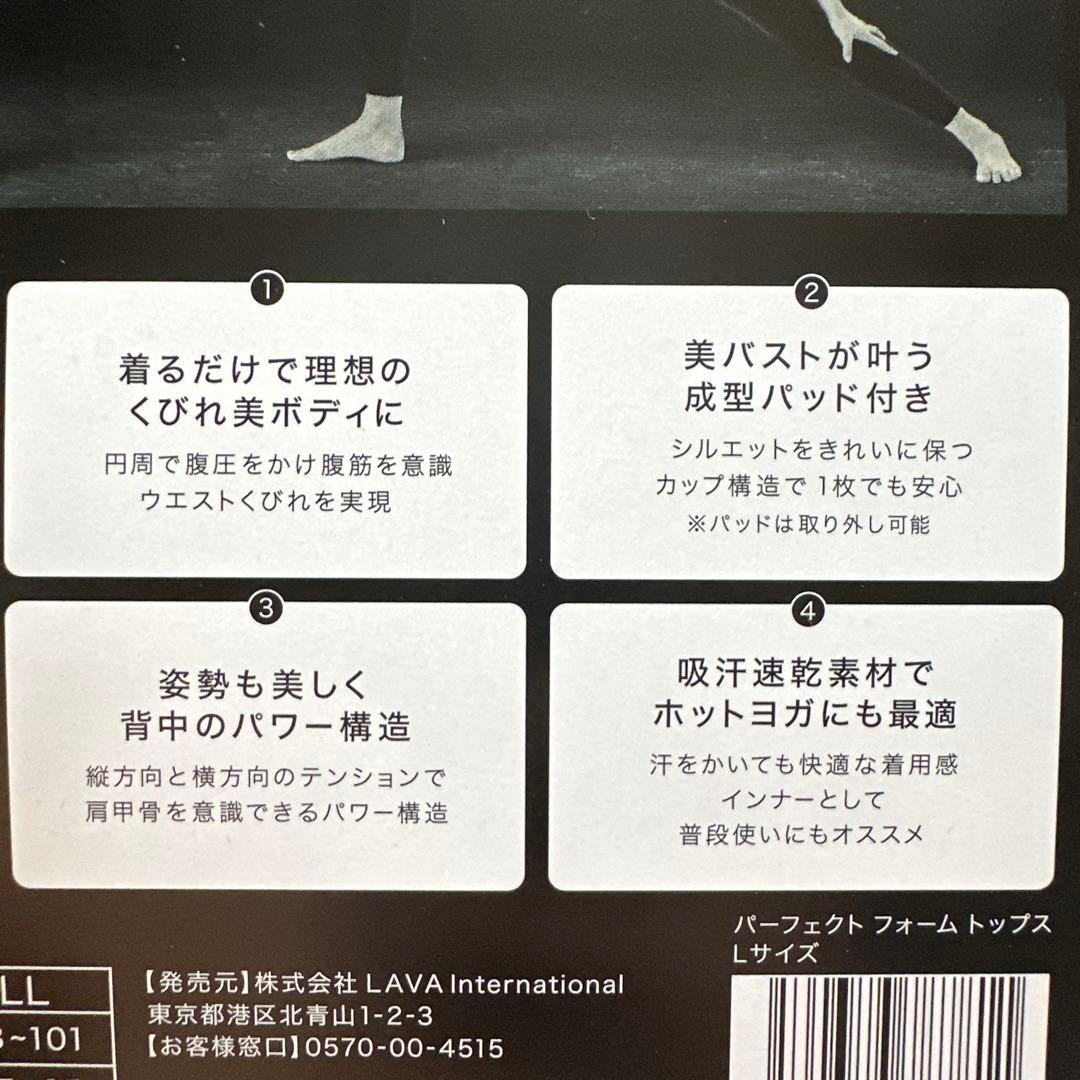 1
着るだけで理想の
くびれ美ボディに
円周で腹圧をかけ腹筋を意識
ウエストくびれを実現
2
美バストが叶う
成型パッド付き
シルエットをきれいに保つ
カップ構造で1枚でも安心
※パッドは取り外し可能
3
姿勢も美しく
背中のパワー構造
縦方向と横方向のテンションで
肩甲骨を意識できるパワー構造
4
吸汗速乾素材で
ホットヨガにも最適
汗をかいても快適な着用感
インナーとして
普段使いにもオススメ
パーフェクト フォーム トップス
Lサイズ
LL
~101
【発売元】株式会社 LAVA International
東京都港区北青山1-2-3
【お客様窓口】0570-00-4515